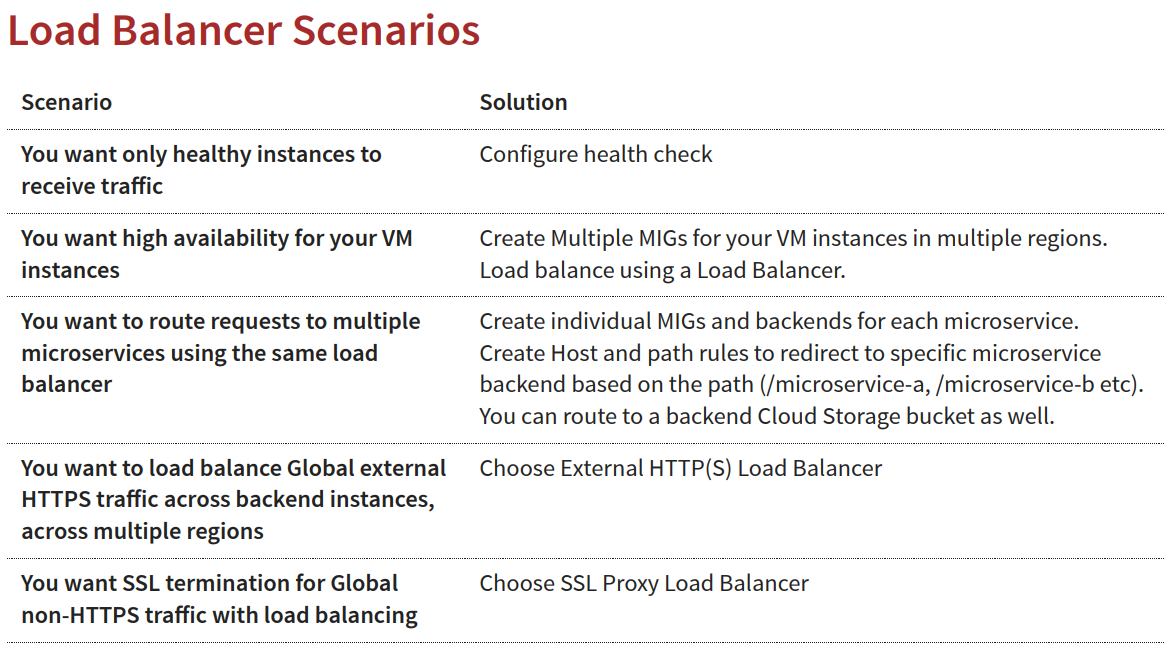 Load Balancer Scenarios
Scenario
Solution
You want only healthy instances to
receive traffic
Configure health check
You want high availability for your VM
instances
Create Multiple MIGs for your VM instances in multiple regions.
Load balance using a Load Balancer.
You want to route requests to multiple
microservices using the same load
balancer
Create individual MIGs and backends for each microservice.
Create Host and path rules to redirect to specific microservice
backend based on the path (/microservice-a, /microservice-b etc).
You can route to a backend Cloud Storage bucket as well.
You want to load balance Global external
HTTPS traffic across backend instances,
across multiple regions
Choose External HTTP(S) Load Balancer
You want SSL termination for Global
non-HTTPS traffic with load balancing
Choose SSL Proxy Load Balancer